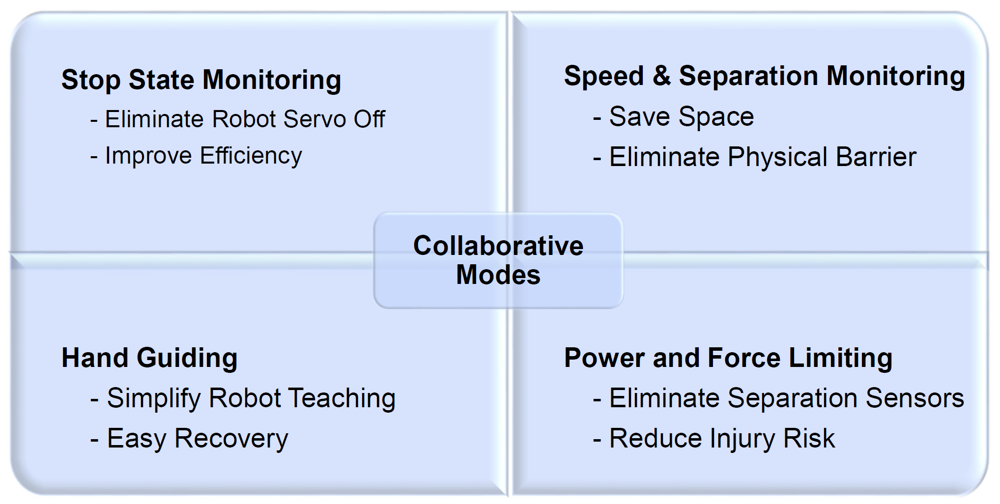 Stop State Monitoring
- Eliminate Robot Servo Off
- Improve Efficiency
Speed & Separation Monitoring
- Save Space
- Eliminate Physical Barrier
Collaborative
Modes
Hand Guiding
- Simplify Robot Teaching
- Easy Recovery
Power and Force Limiting
- Eliminate Separation Sensors
- Reduce Injury Risk